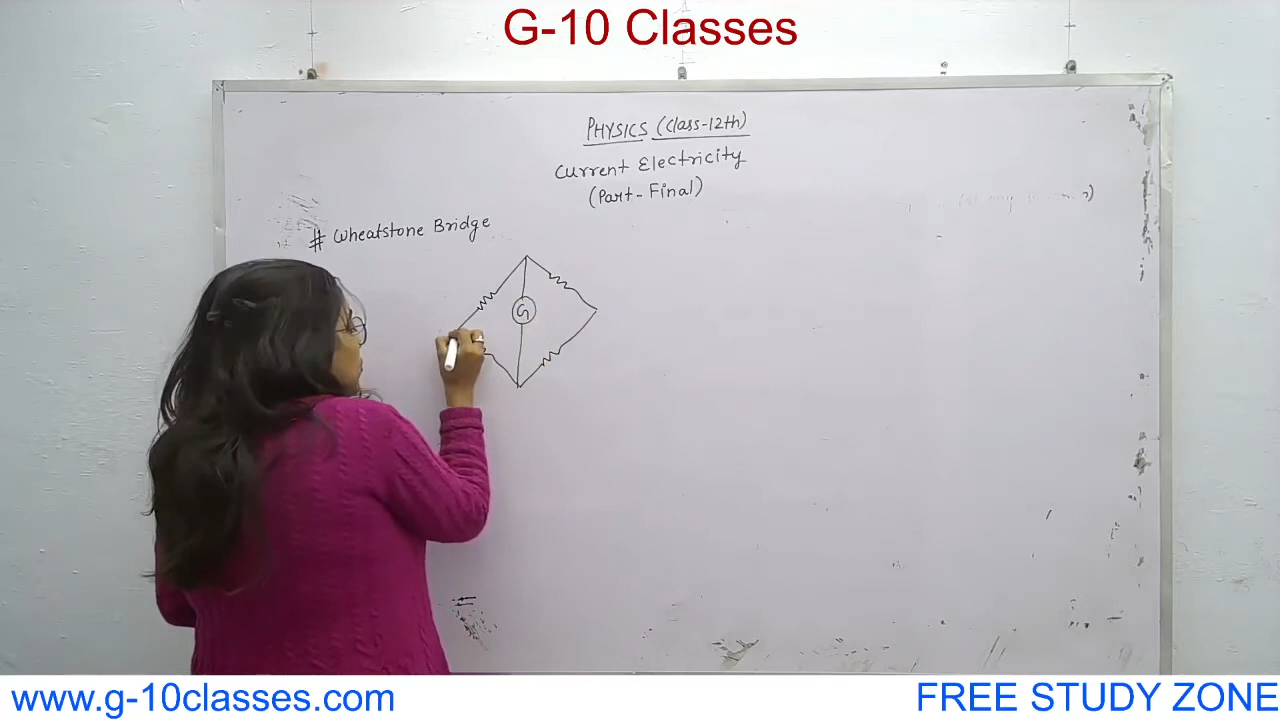 G-10 Classes
PHYSICS (Class-12th)
Current Electricity
(Part-Final)
# Wheatstone Bridge
G
www.g-10classes.com
FREE STUDY ZONE